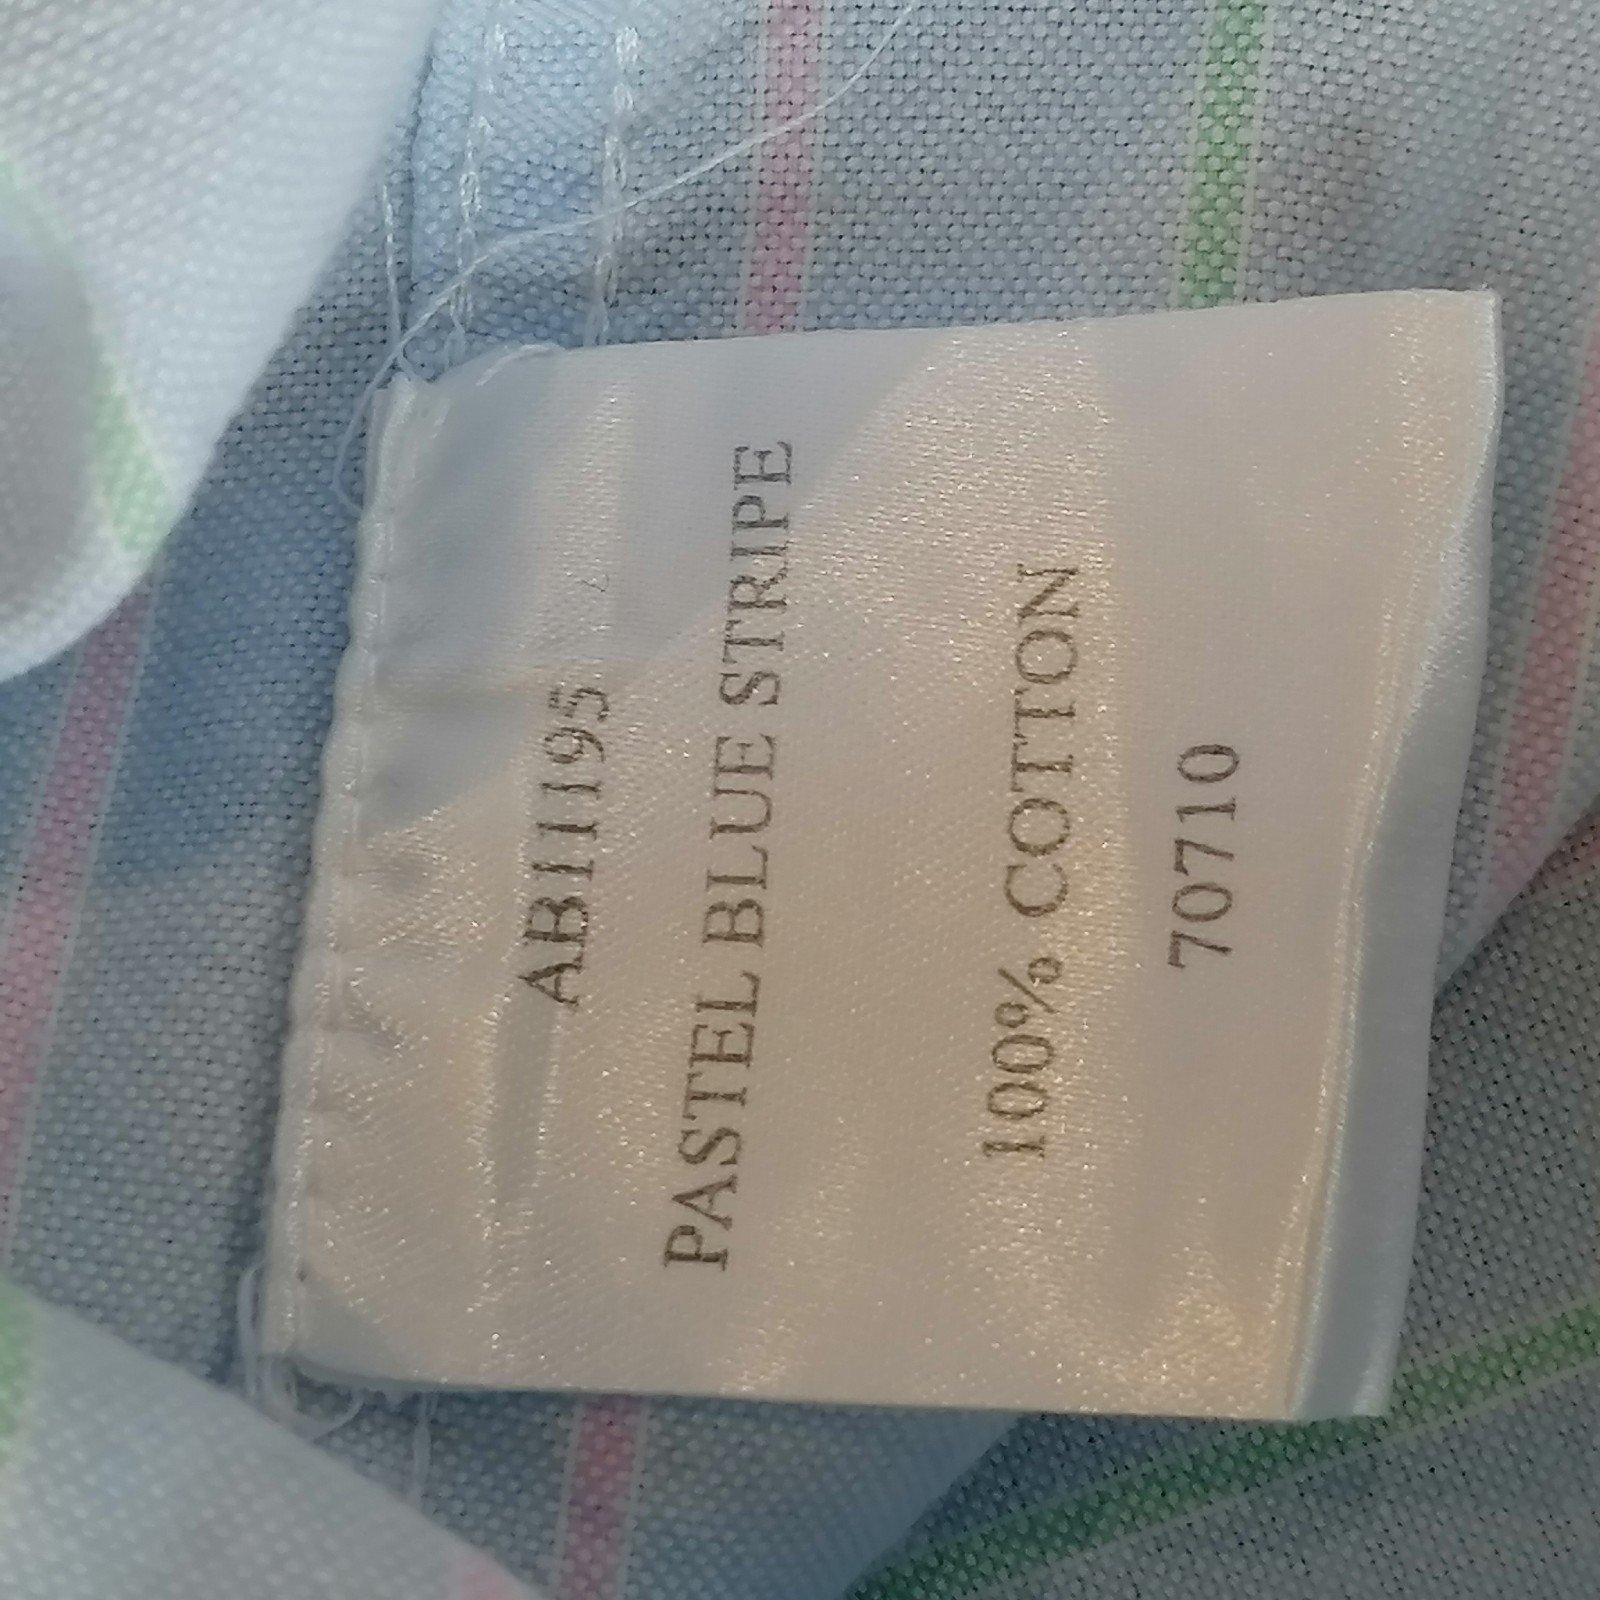 AB11195
PASTEL BLUE STRIPE
100% COTTON
70710